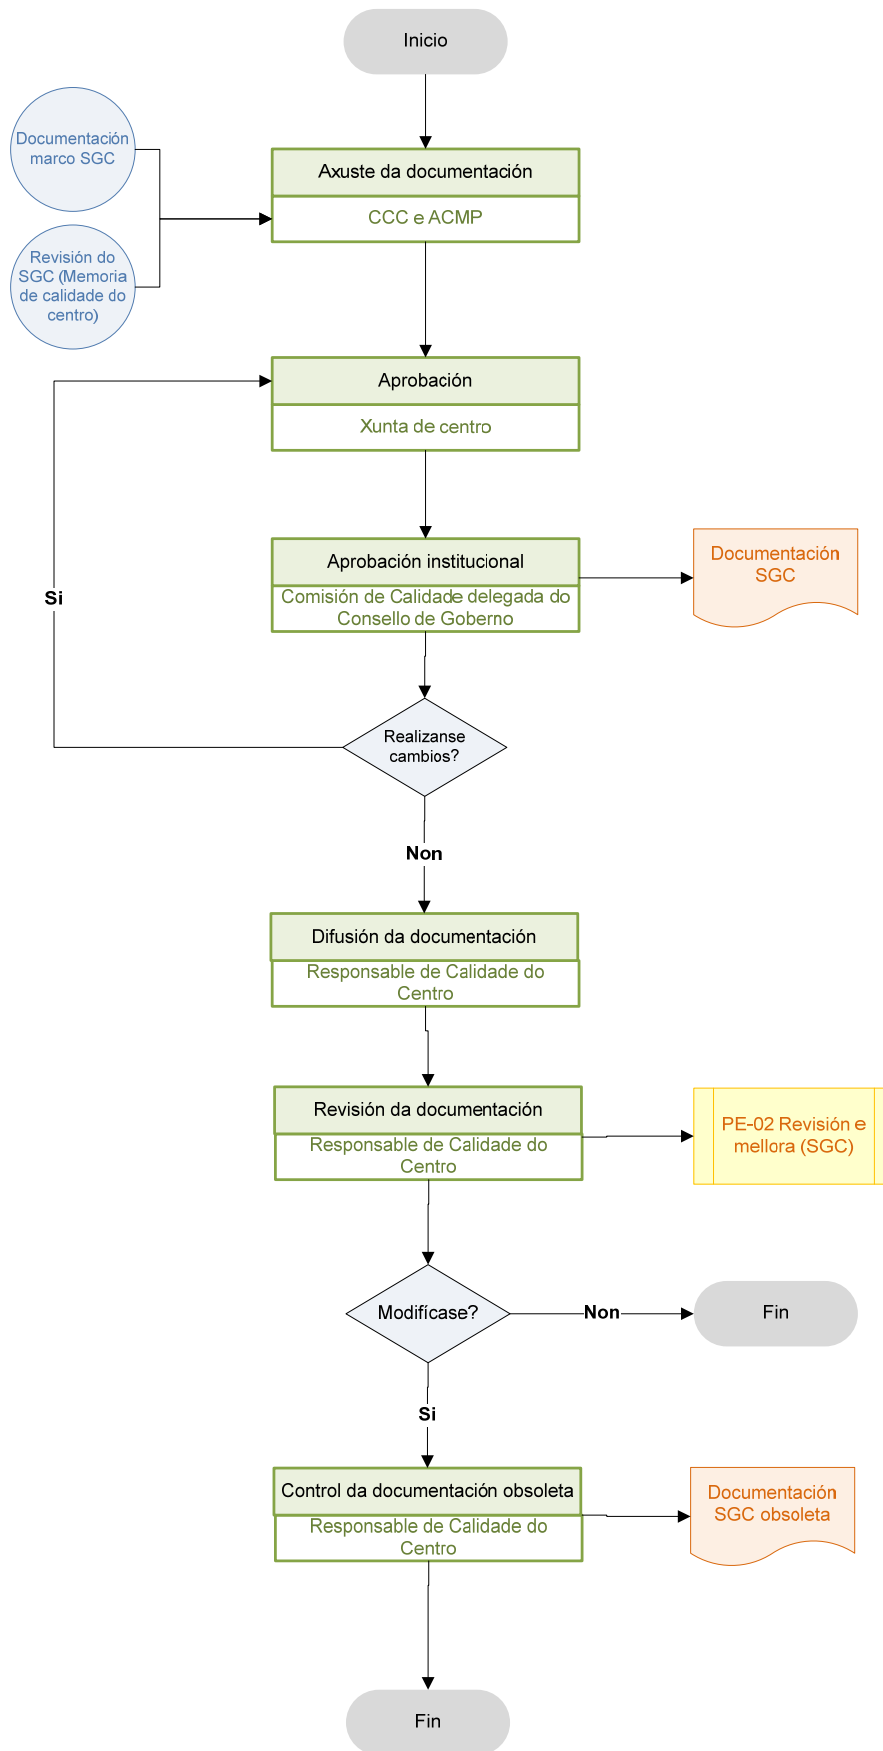 Inicio
Documentación
marco SGC
Axuste da documentación
CCC e ACMP
Revisión do
SGC (Memoria
de calidade do
centro)
Aprobación
Xunta de centro
Aprobación institucional
Comisión de Calidade delegada do
Consello de Goberno
Documentación
SGC
Si
Realizanse
cambios?
Non
Difusión da documentación
Responsable de Calidade do
Centro
Revisión da documentación
Responsable de Calidade do
Centro
PE-02 Revisión e
mellora (SGC)
Modifícase?
Non
Fin
Si
Control da documentación obsoleta
Responsable de Calidade do
Centro
Documentación
SGC obsoleta
Fin